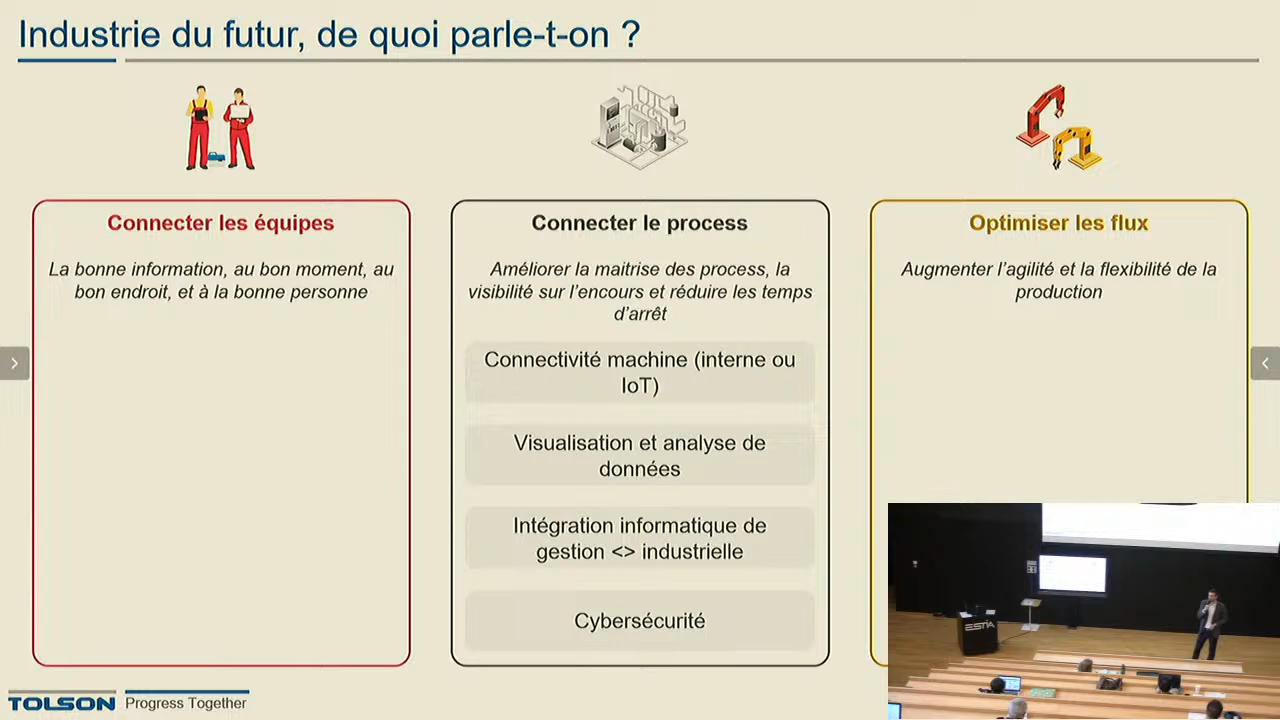 Industrie du futur, de quoi parle-t-on ?
Connecter les équipes
La bonne information, au bon moment, au
bon endroit, et à la bonne personne
Connecter le process
Améliorer la maitrise des process, la
visibilité sur l'encours et réduire les temps
d'arrêt
Connectivité machine (interne ou
IoT)
Visualisation et analyse de
données
Intégration informatique de
gestion <> industrielle
Cybersécurité
Optimiser les flux
Augmenter l'agilité et la flexibilité de la
production
ESTIA
TOLSON Progress Together